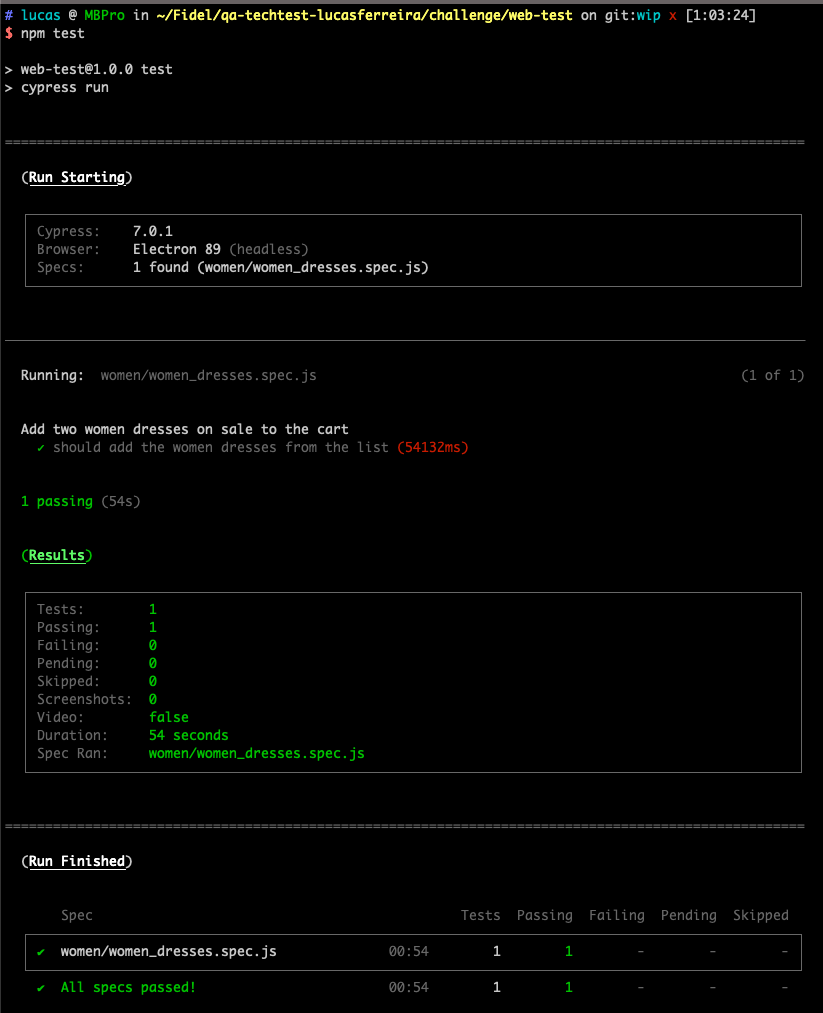 # lucas @ MBPro in ~/Fidel/qa-techtest-lucasferreira/challenge/web-test on git:wip x [1:03:24]
$ npm test
> web-test@1.0.0 test
> cypress run
====================================================================================================
(Run Starting)
Cypress: 7.0.1
Browser: Electron 89 (headless)
Specs: 1 found (women/women_dresses.spec.js)
Running: women/women_dresses.spec.js (1 of 1)
Add two women dresses on sale to the cart
✓ should add the women dresses from the list (54132ms)
1 passing (54s)
(Results)
Tests: 1
Passing: 1
Failing: 0
Pending: 0
Skipped: 0
Screenshots: 0
Video: false
Duration: 54 seconds
Spec Ran: women/women_dresses.spec.js
====================================================================================================
(Run Finished)
Spec Tests Passing Failing Pending Skipped
✔ women/women_dresses.spec.js 00:54 1 1 - - -
✔ All specs passed! 00:54 1 1 - - -